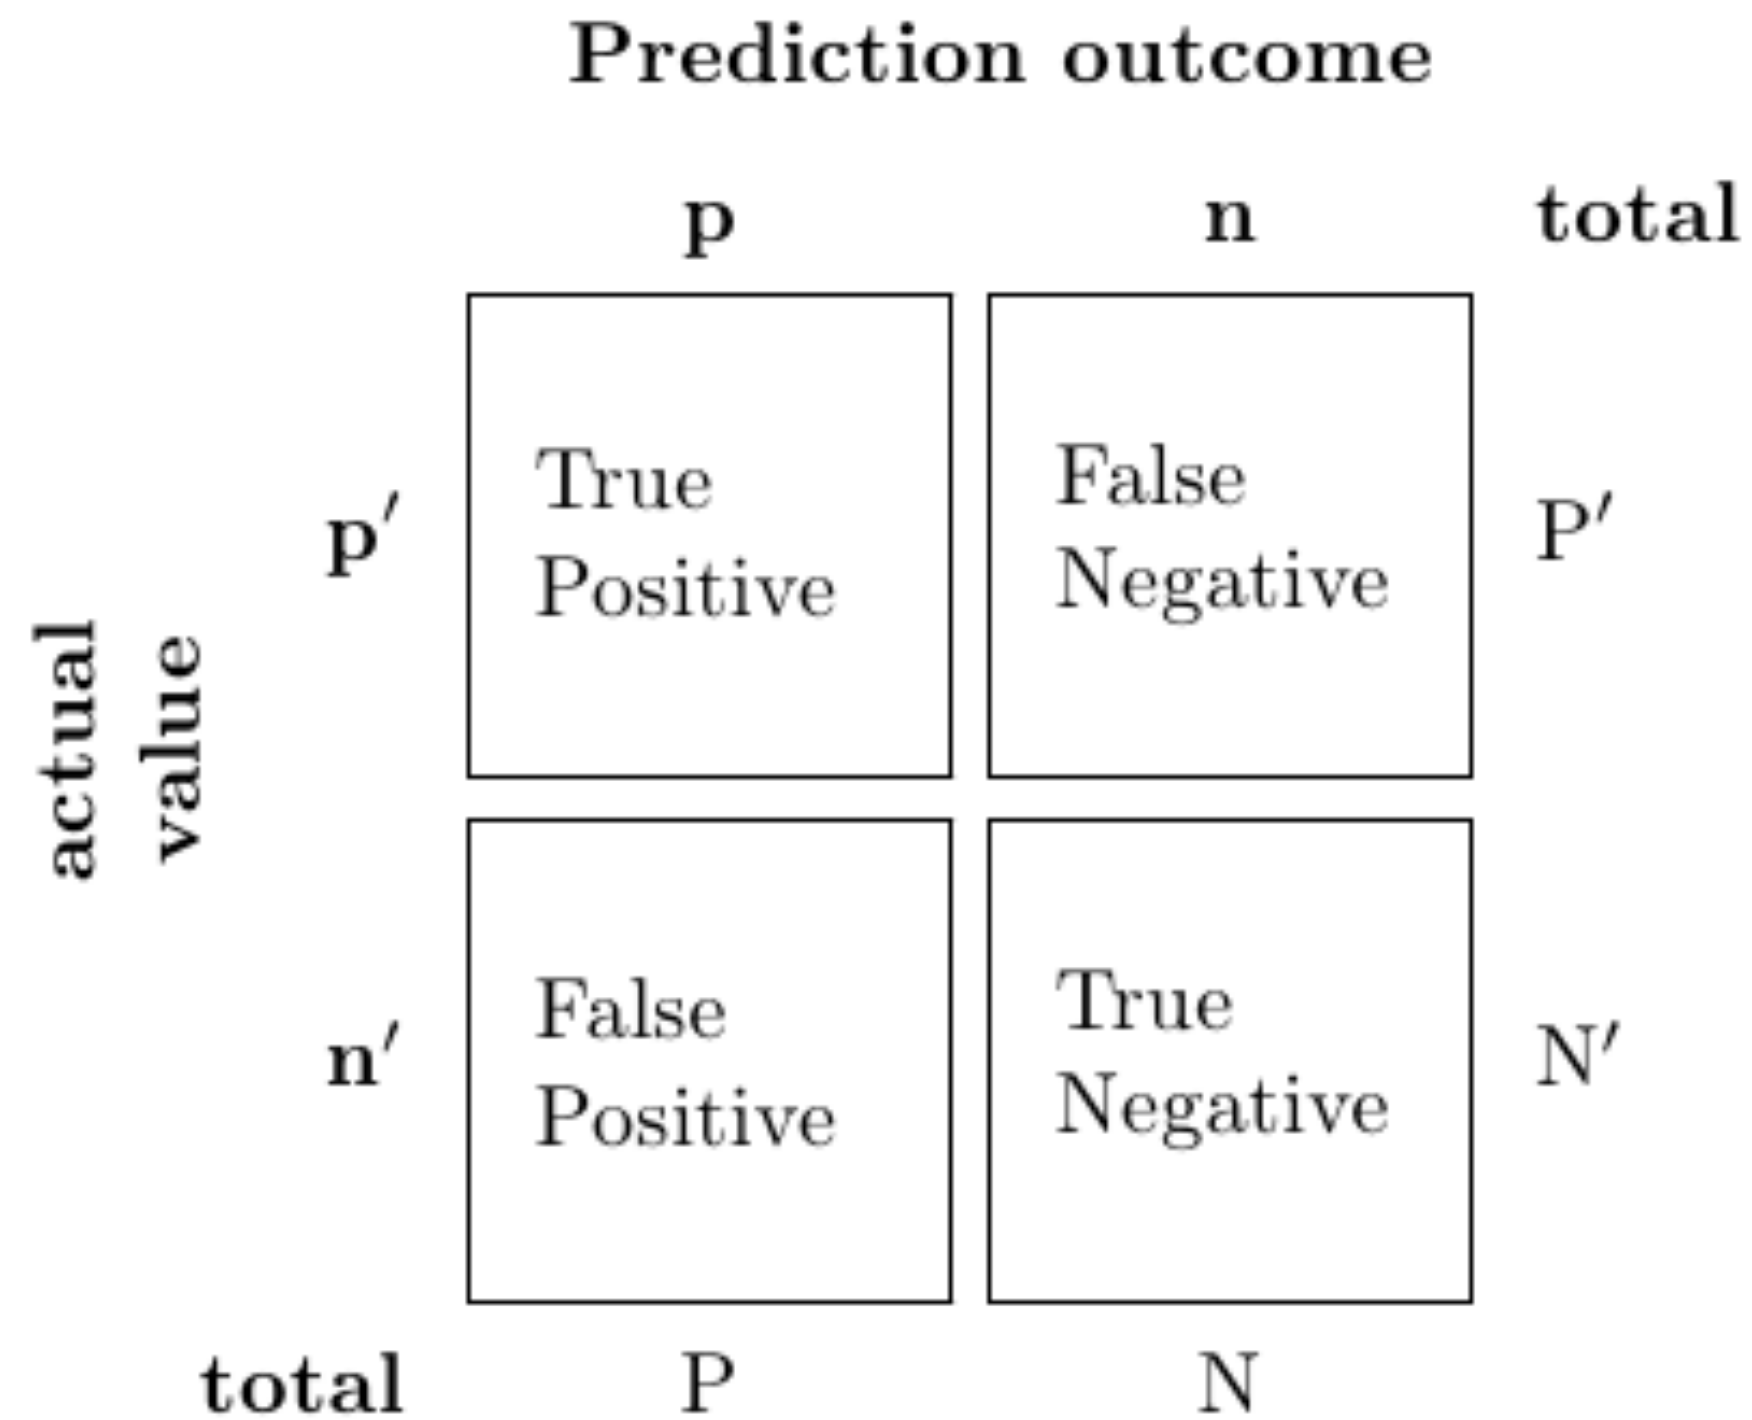 Prediction outcome
p n total
actual
value
p′
True
Positive
False
Negative
P′
n′
False
Positive
True
Negative
N′
total P N